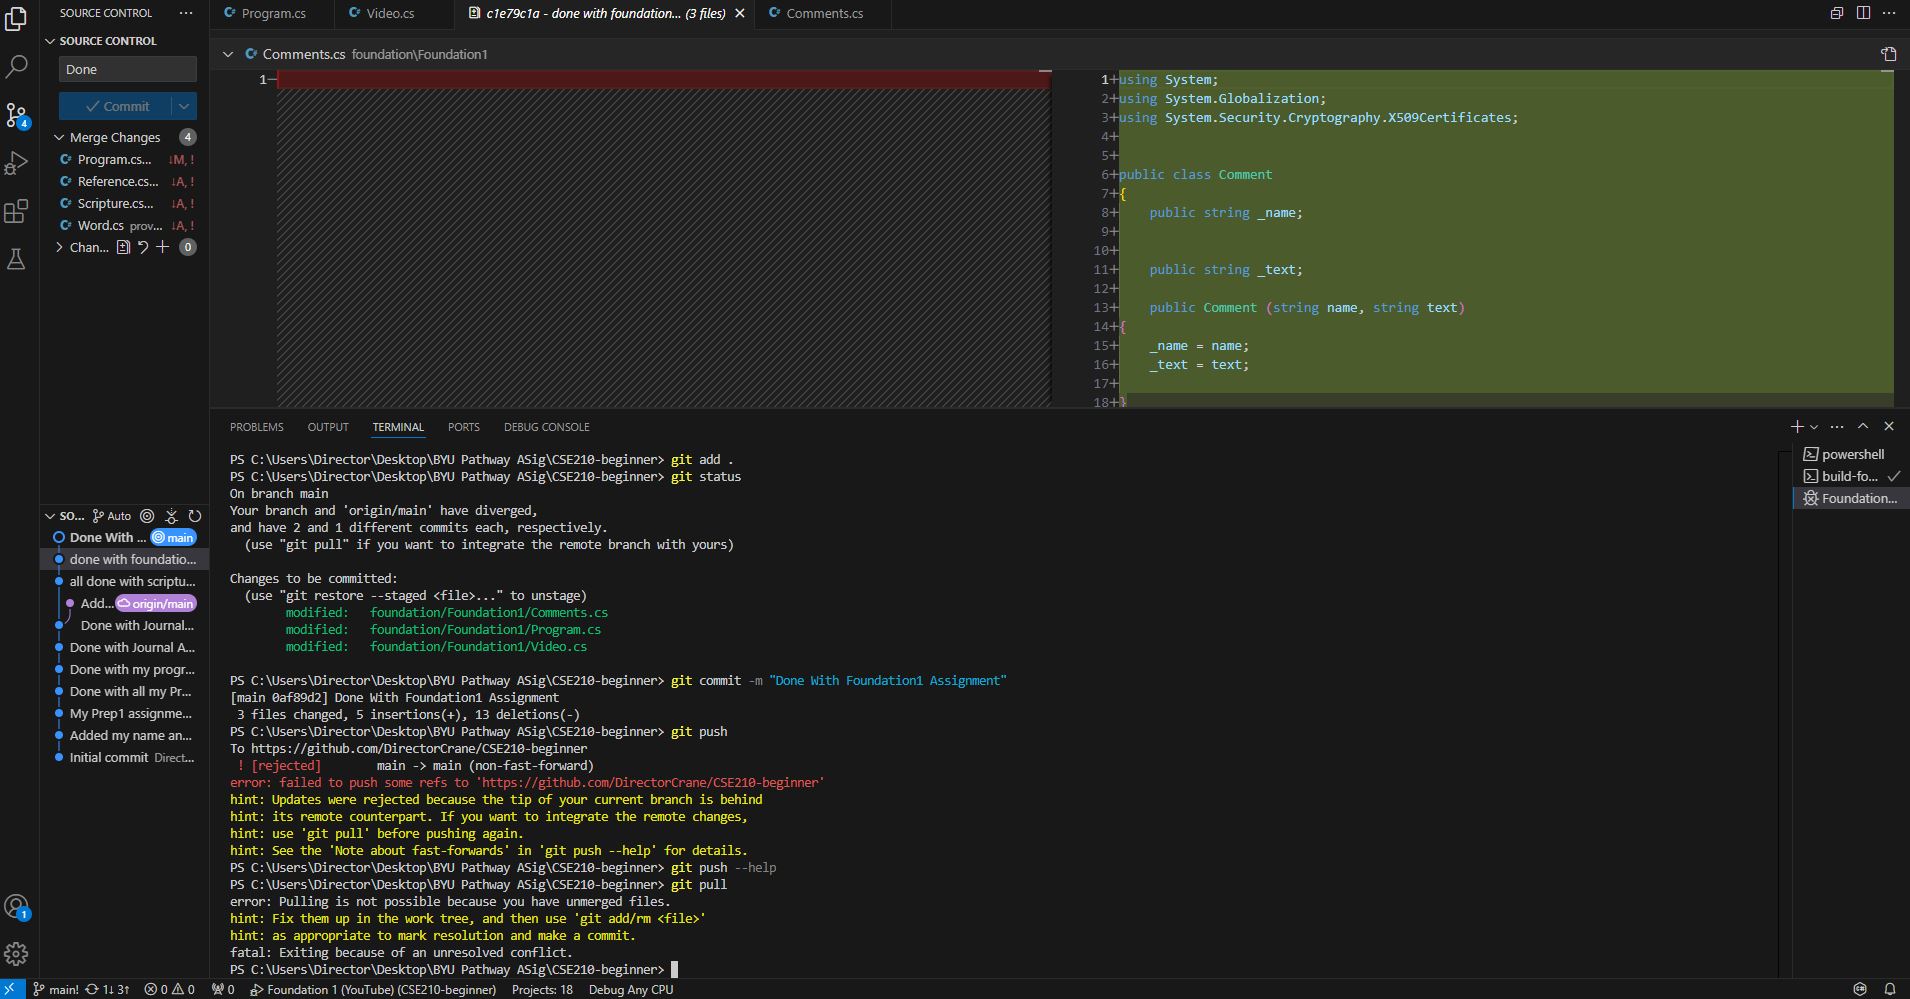 SOURCE CONTROL
Program.cs
Video.cs
c1e79c1a - done with foundation... (3 files)
Comments.cs
SOURCE CONTROL
Done
Commit
Merge Changes 4
Program.cs... ↓M, !
Reference.cs... ↓A, !
Scripture.cs... ↓A, !
Word.cs prov... ↓A, !
Chan... 0
4
Comments.cs foundation\Foundation1
1
1+using System;
2+using System.Globalization;
3+using System.Security.Cryptography.X509Certificates;
4+
5+
6+public class Comment
7+{
8+    public string _name;
9+
10+
11+    public string _text;
12+
13+    public Comment (string name, string text)
14+{
15+    _name = name;
16+    _text = text;
17+
18+}
PROBLEMS OUTPUT TERMINAL PORTS DEBUG CONSOLE
powershell
build-fo...
Foundation...
PS C:\Users\Director\Desktop\BYU Pathway ASig\CSE210-beginner> git add .
PS C:\Users\Director\Desktop\BYU Pathway ASig\CSE210-beginner> git status
On branch main
Your branch and 'origin/main' have diverged,
and have 2 and 1 different commits each, respectively.
  (use "git pull" if you want to integrate the remote branch with yours)
Changes to be committed:
  (use "git restore --staged <file>..." to unstage)
        modified:   foundation/Foundation1/Comments.cs
        modified:   foundation/Foundation1/Program.cs
        modified:   foundation/Foundation1/Video.cs
PS C:\Users\Director\Desktop\BYU Pathway ASig\CSE210-beginner> git commit -m "Done With Foundation1 Assignment"
[main 0af89d2] Done With Foundation1 Assignment
 3 files changed, 5 insertions(+), 13 deletions(-)
PS C:\Users\Director\Desktop\BYU Pathway ASig\CSE210-beginner> git push
To https://github.com/DirectorCrane/CSE210-beginner
 ! [rejected]        main -> main (non-fast-forward)
error: failed to push some refs to 'https://github.com/DirectorCrane/CSE210-beginner'
hint: Updates were rejected because the tip of your current branch is behind
hint: its remote counterpart. If you want to integrate the remote changes,
hint: use 'git pull' before pushing again.
hint: See the 'Note about fast-forwards' in 'git push --help' for details.
PS C:\Users\Director\Desktop\BYU Pathway ASig\CSE210-beginner> git push --help
PS C:\Users\Director\Desktop\BYU Pathway ASig\CSE210-beginner> git pull
error: Pulling is not possible because you have unmerged files.
hint: Fix them up in the work tree, and then use 'git add/rm <file>'
hint: as appropriate to mark resolution and make a commit.
fatal: Exiting because of an unresolved conflict.
PS C:\Users\Director\Desktop\BYU Pathway ASig\CSE210-beginner>
SO... Auto
Done With ... main
done with foundatio...
all done with scriptu...
Add... origin/main
Done with Journal...
Done with Journal A...
Done with my progr...
Done with all my Pr...
My Prep1 assignme...
Added my name an...
Initial commit Direct...
1
main! 1↓ 3↑ 0 0 0 Foundation 1 (YouTube) (CSE210-beginner) Projects: 18 Debug Any CPU